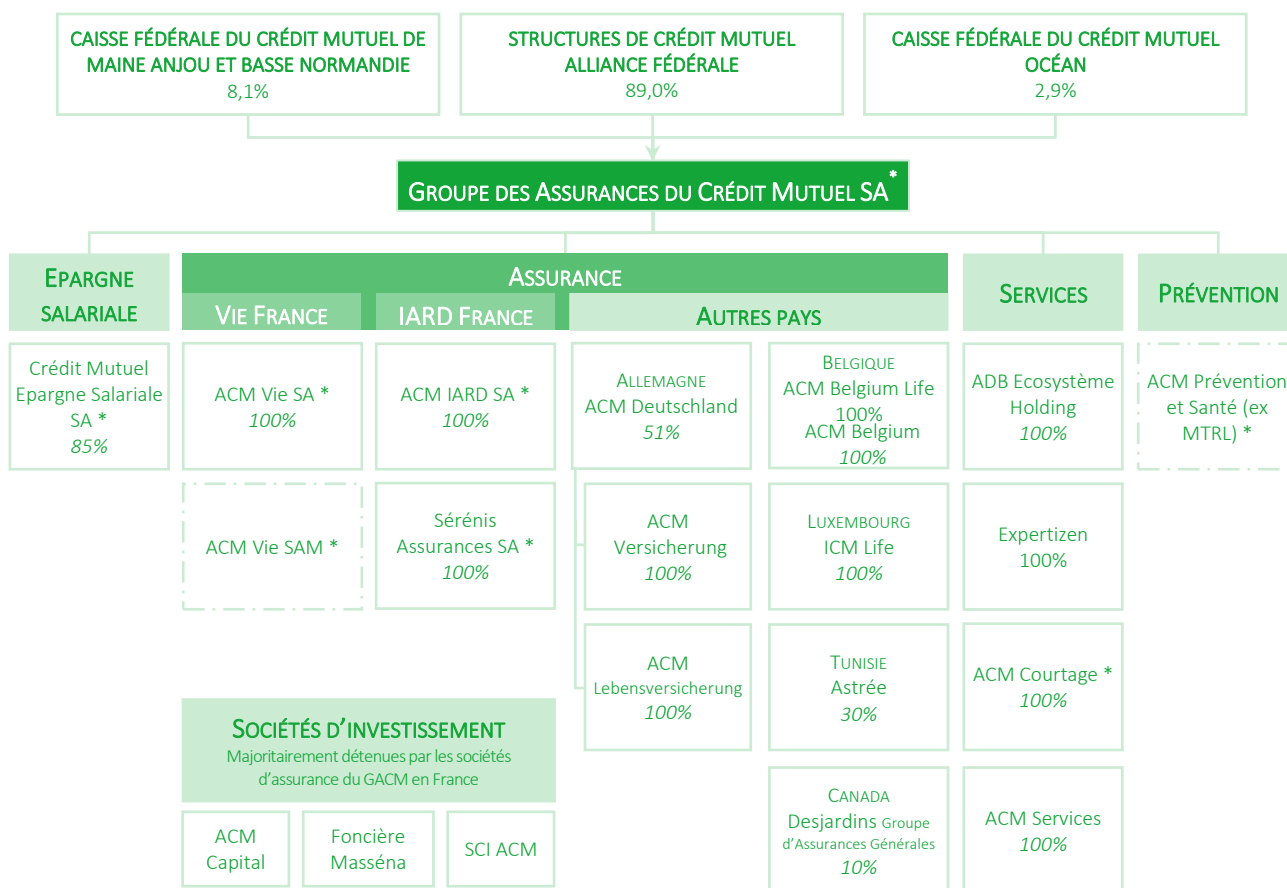 CAISSE FÉDÉRALE DU CRÉDIT MUTUEL DE
MAINE ANJOU ET BASSE NORMANDIE
8,1%
STRUCTURES DE CRÉDIT MUTUEL
ALLIANCE FÉDÉRALE
89,0%
CAISSE FÉDÉRALE DU CRÉDIT MUTUEL
OCÉAN
2,9%
GROUPE DES ASSURANCES DU CRÉDIT MUTUEL SA*
EPARGNE
SALARIALE
ASSURANCE
VIE FRANCE
IARD FRANCE
AUTRES PAYS
SERVICES
PRÉVENTION
Crédit Mutuel
Epargne Salariale
SA *
85%
ACM Vie SA *
100%
ACM IARD SA *
100%
ALLEMAGNE
ACM Deutschland
51%
BELGIQUE
ACM Belgium Life
100%
ACM Belgium
100%
ADB Ecosystème
Holding
100%
ACM Prévention
et Santé (ex
MTRL) *
ACM Vie SAM *
Sérénis
Assurances SA *
100%
ACM
Versicherung
100%
LUXEMBOURG
ICM Life
100%
Expertizen
100%
ACM
Lebensversicherung
100%
TUNISIE
Astrée
30%
ACM Courtage *
100%
SOCIÉTÉS D'INVESTISSEMENT
Majoritairement détenues par les sociétés
d'assurance du GACM en France
ACM
Capital
Foncière
Masséna
SCI ACM
CANADA
Desjardins Groupe
d'Assurances Générales
10%
ACM Services
100%